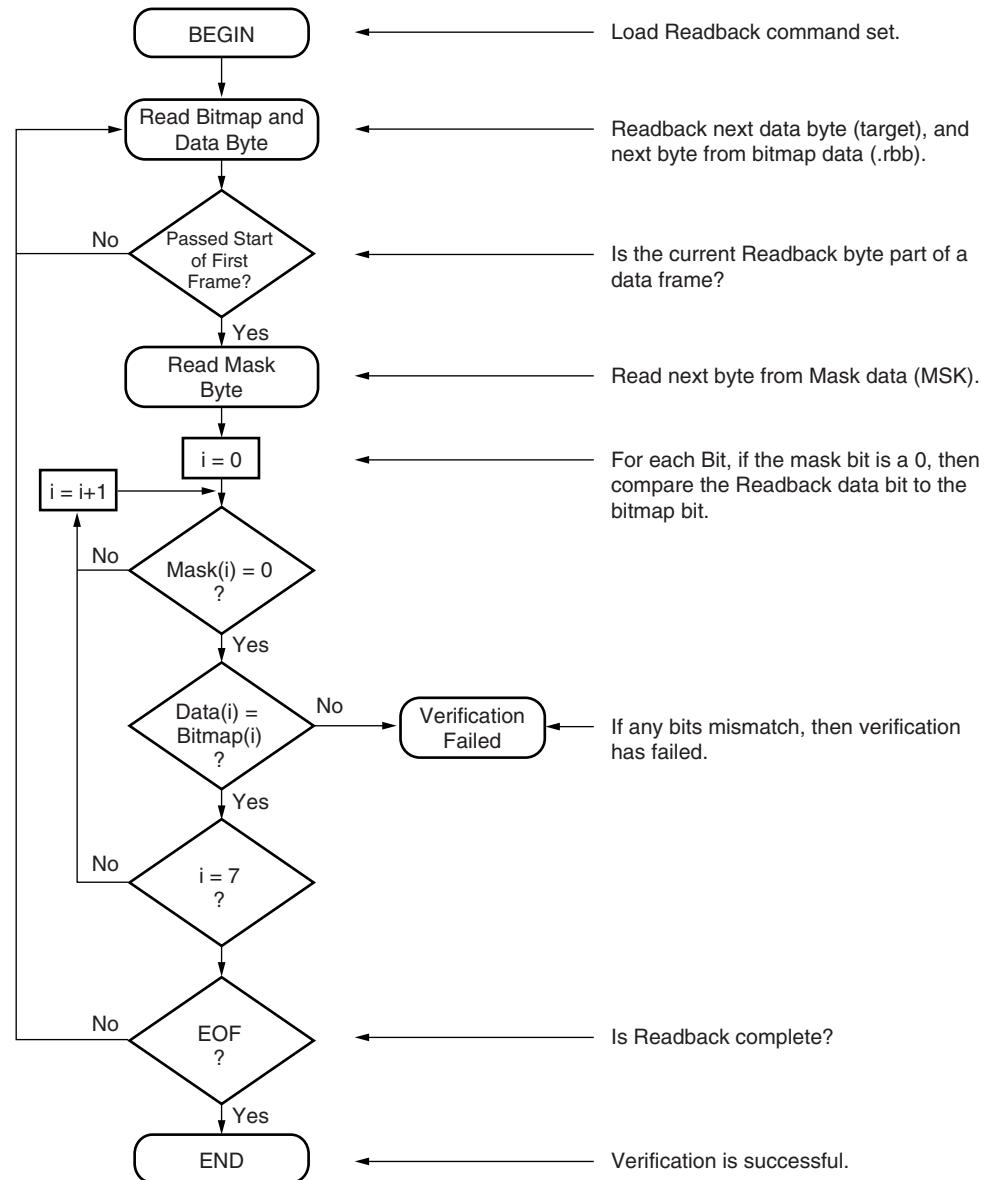 BEGIN
Load Readback command set.
Read Bitmap and
Data Byte
Readback next data byte (target), and
next byte from bitmap data (.rbb).
No
Passed Start
of First
Frame?
Is the current Readback byte part of a
data frame?
Yes
Read Mask
Byte
Read next byte from Mask data (MSK).
i = 0
For each Bit, if the mask bit is a 0, then
compare the Readback data bit to the
bitmap bit.
i = i+1
No
Mask(i) = 0
?
Yes
Data(i) =
Bitmap(i)
?
No
Verification
Failed
If any bits mismatch, then verification
has failed.
Yes
No
i = 7
?
No
EOF
?
Is Readback complete?
Yes
END
Verification is successful.